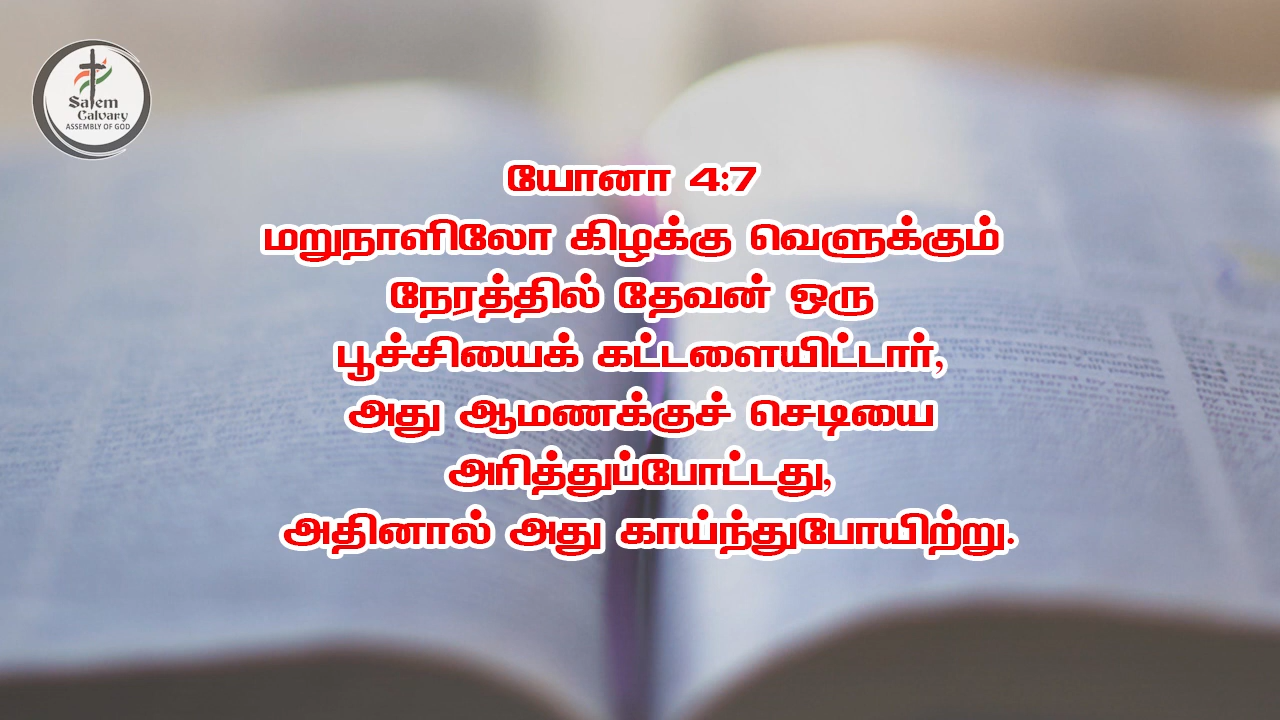 Salem
Calvary
ASSEMBLY OF GOD
யோனா 4:7
மறுநாளிலோ கிழக்கு வெளுக்கும்
நேரத்தில் தேவன் ஒரு
பூச்சியைக் கட்டளையிட்டார்,
அது ஆமணக்குச் செடியை
அரித்துப்போட்டது,
அதினால் அது காய்ந்துபோயிற்று.